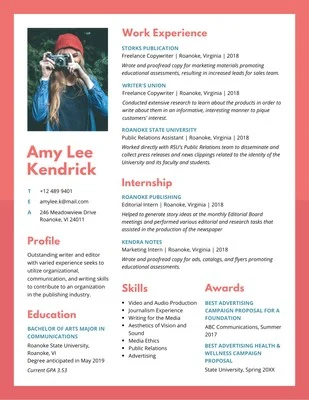 Work Experience
STORKS PUBLICATION
Freelance Copywriter | Roanoke, Virginia | 2018
Wrote and proofread copy for marketing materials promoting
educational assessments, resulting in increased leads for sales team.
WRITER'S UNION
Freelance Copywriter | Roanoke, Virginia | 2018
Conducted extensive research to learn about the products in order to
write about them in an informative, interesting manner to pique
customers' interest.
ROANOKE STATE UNIVERSITY
Public Relations Assistant | Roanoke, Virginia | 2018
Worked directly with RSU's Public Relations team to disseminate and
collect press releases and news clippings related to the identity of the
University and its faculty and students.
Internship
ROANOKE PUBLISHING
Editorial Intern | Roanoke, Virginia | 2018
Helped to generate story ideas at the monthly Editorial Board
meetings and performed various editorial and research tasks that
assisted in the production of the newspaper
KENDRA NOTES
Marketing Intern | Roanoke, Virginia | 2018
Wrote and proofread copy for ads, catalogs, and flyers promoting
educational assessments.
Amy Lee
Kendrick
T +12 489 9401
E amylee.k@mail.com
A 246 Meadowview Drive
Roanoke, VI 24011
Profile
Outstanding writer and editor
with varied experience seeks to
utilize organizational,
communication, and writing skills
to contribute to an organization
in the publishing industry.
Education
BACHELOR OF ARTS MAJOR IN
COMMUNICATIONS
Roanoke State University,
Roanoke, VI
Degree anticipated in May 2019
Current GPA 3.53
Skills
• Video and Audio Production
• Journalism Experience
• Writing for the Media
• Aesthetics of Vision and
Sound
• Media Ethics
• Public Relations
• Advertising
Awards
BEST ADVERTISING
CAMPAIGN PROPOSAL FOR A
FOUNDATION
ABC Communications, Summer
2017
BEST ADVERTISING HEALTH &
WELLNESS CAMPAIGN
PROPOSAL
State University, Spring 20XX